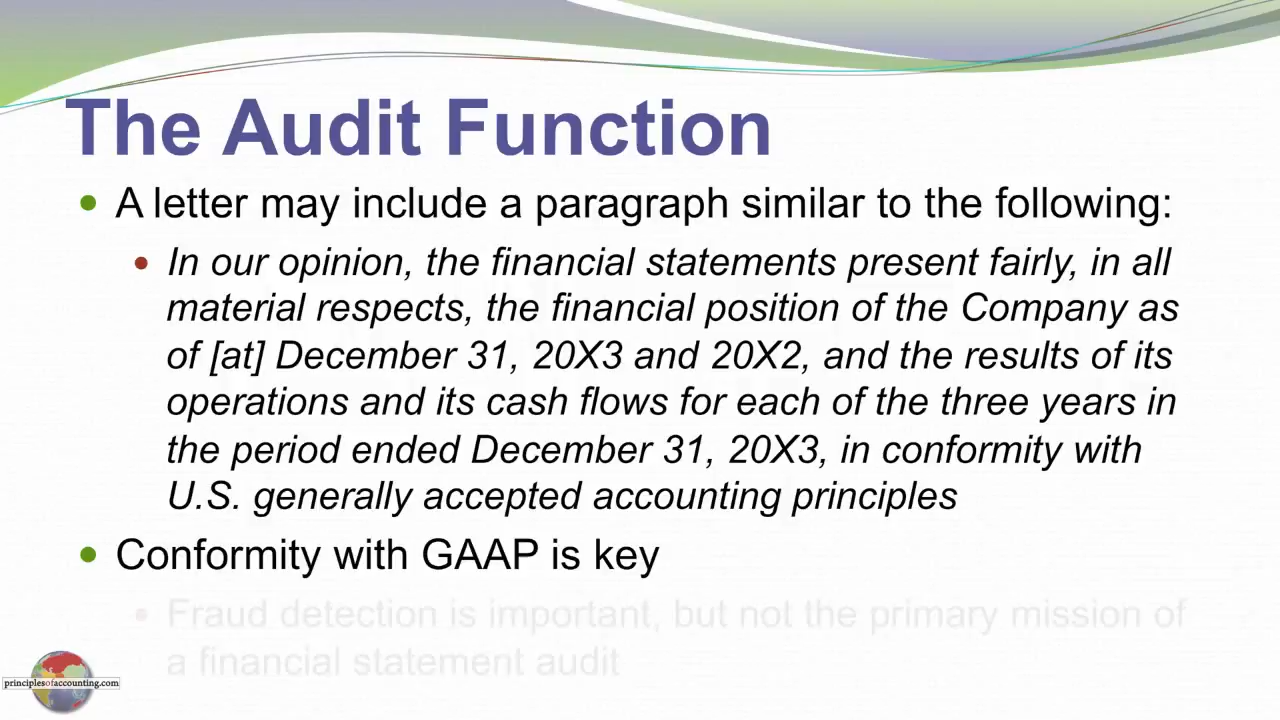 The Audit Function
A letter may include a paragraph similar to the following:
In our opinion, the financial statements present fairly, in all
material respects, the financial position of the Company as
of [at] December 31, 20X3 and 20X2, and the results of its
operations and its cash flows for each of the three years in
the period ended December 31, 20X3, in conformity with
U.S. generally accepted accounting principles
Conformity with GAAP is key
Fraud detection is important, but not the primary mission of
a financial statement audit
principlesofaccounting.com